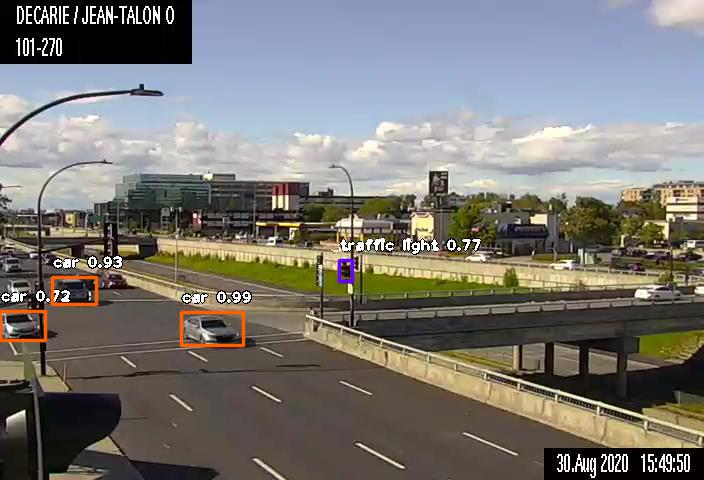 DECARIE / JEAN-TALON O
101-270
traffic light 0.77
car 0.93
car 0.72
car 0.99
30.Aug 2020 15:49:50